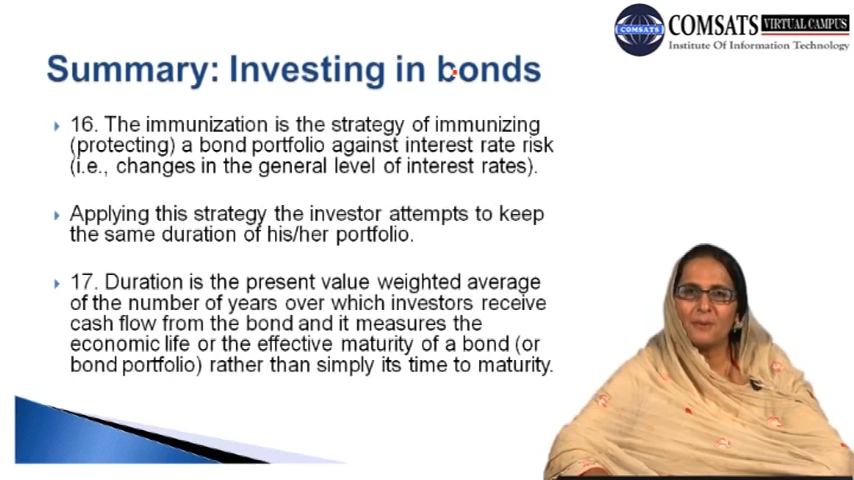 COMSATS VIRTUAL CAMPUS
COMSATS
Institute Of Information Technology
Summary: Investing in bonds
16. The immunization is the strategy of immunizing
(protecting) a bond portfolio against interest rate risk
(i.e., changes in the general level of interest rates).
Applying this strategy the investor attempts to keep
the same duration of his/her portfolio.
17. Duration is the present value weighted average
of the number of years over which investors receive
cash flow from the bond and it measures the
economic life or the effective maturity of a bond (or
bond portfolio) rather than simply its time to maturity.